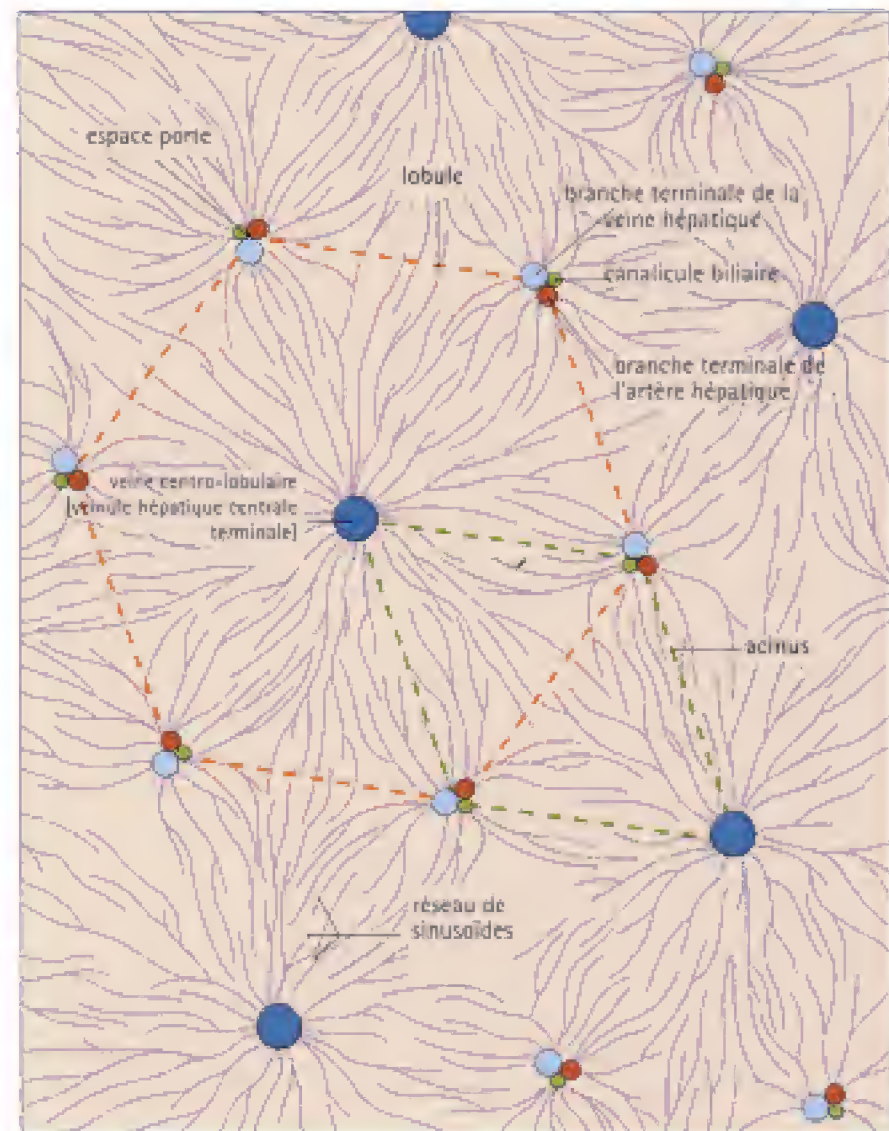 espace porte
lobule
branche terminale de la
veine hépatique
canalicule biliaire
branche terminale de
l'artère hépatique
veine centro-lobulaire
[veinule hépatique centrale
terminale]
acinus
réseau de
sinusoïdes